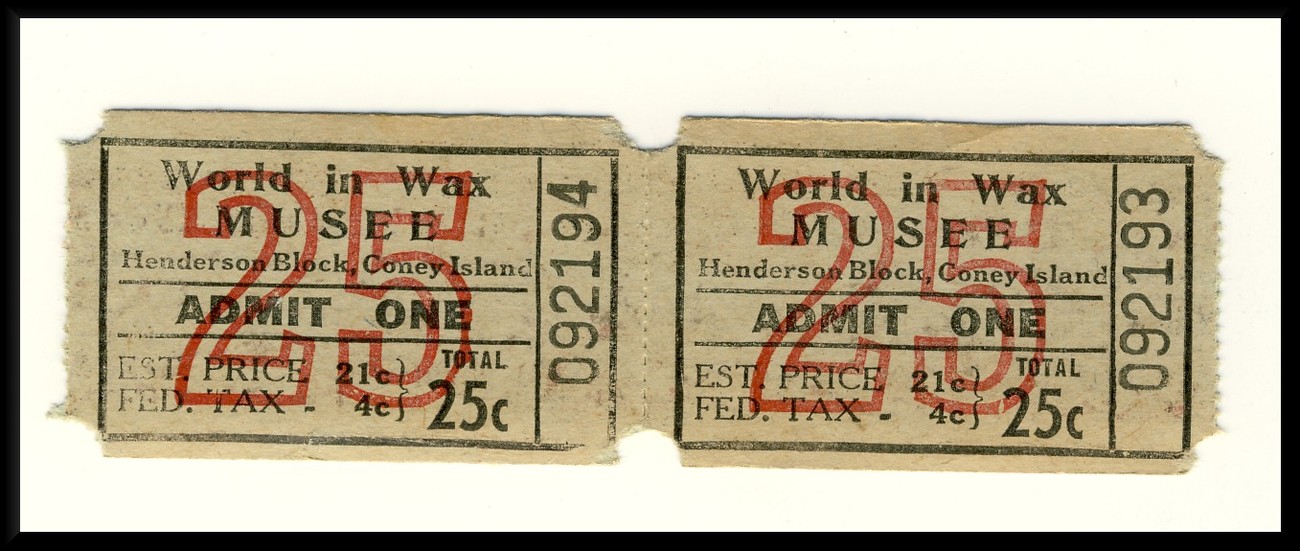 World in Wax
MUSEE
Henderson Block, Coney Island
ADMIT ONE
EST. PRICE 21c
FED. TAX - 4c
TOTAL
25c
25
092194
World in Wax
MUSEE
Henderson Block, Coney Island
ADMIT ONE
EST. PRICE 21c
FED. TAX - 4c
TOTAL
25c
25
092193